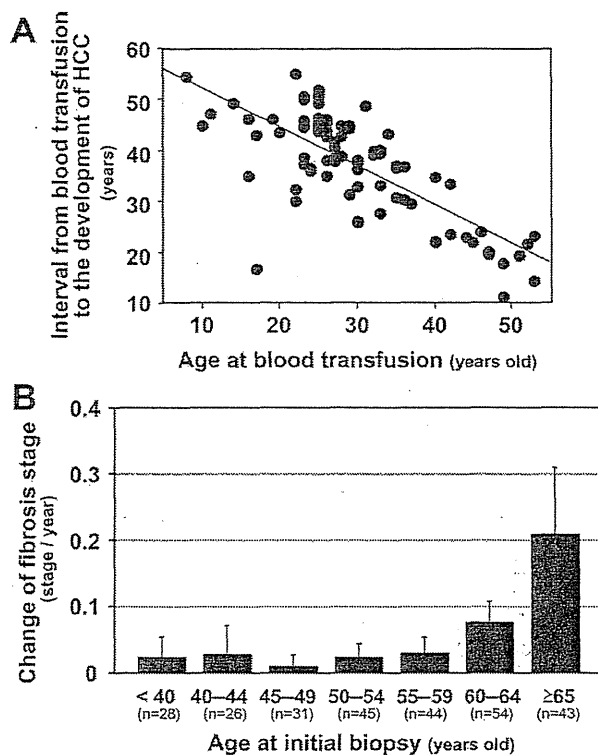 A
Interval from blood transfusion
to the development of HCC
(years)
60
50
40
30
20
10
10
20
30
40
50
Age at blood transfusion (years old)
B
Change of fibrosis stage
(stage / year)
0.4
0.3
0.2
0.1
0
< 40
40–44
45–49
50–54
55–59
60–64
≥65
(n=28)
(n=26)
(n=31)
(n=45)
(n=44)
(n=54)
(n=43)
Age at initial biopsy (years old)